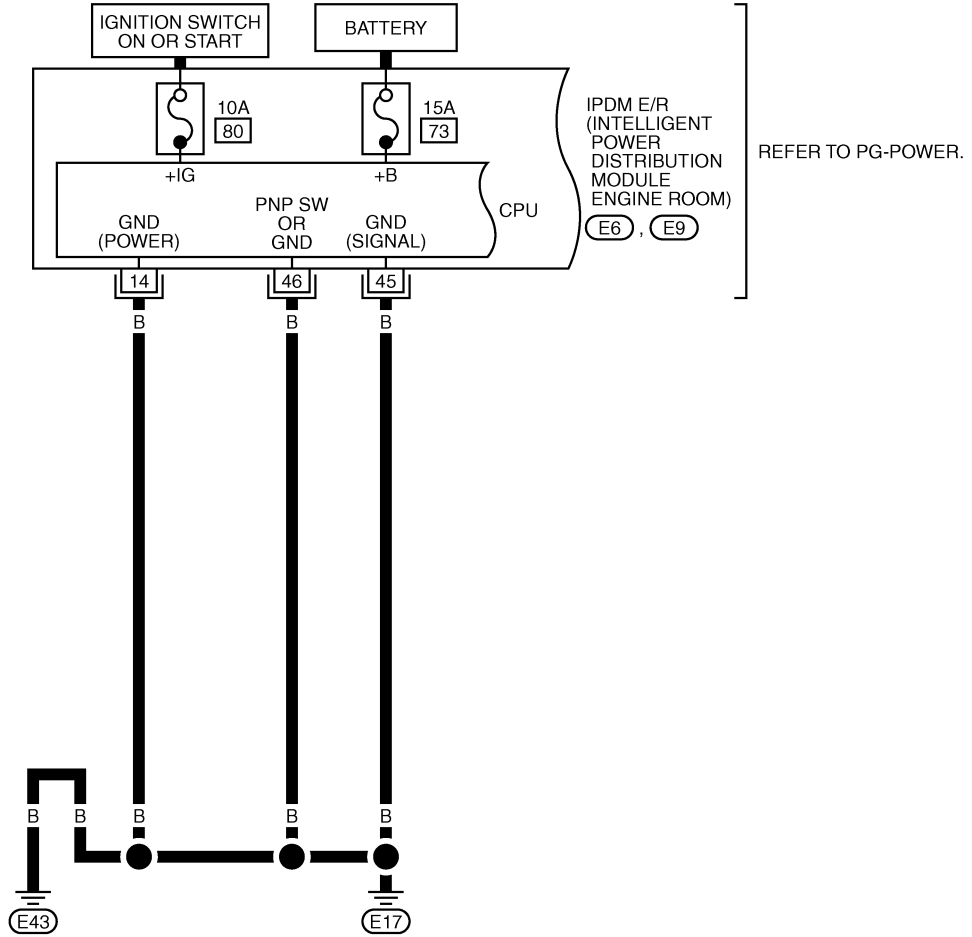 IGNITION SWITCH
ON OR START
BATTERY
10A
80
15A
73
IPDM E/R
(INTELLIGENT
POWER
DISTRIBUTION
MODULE
ENGINE ROOM)
E6 , E9
REFER TO PG-POWER.
+IG
+B
CPU
GND
(POWER)
PNP SW
OR
GND
GND
(SIGNAL)
14
46
45
B
B
B
B
B
B
B
B
E43
E17